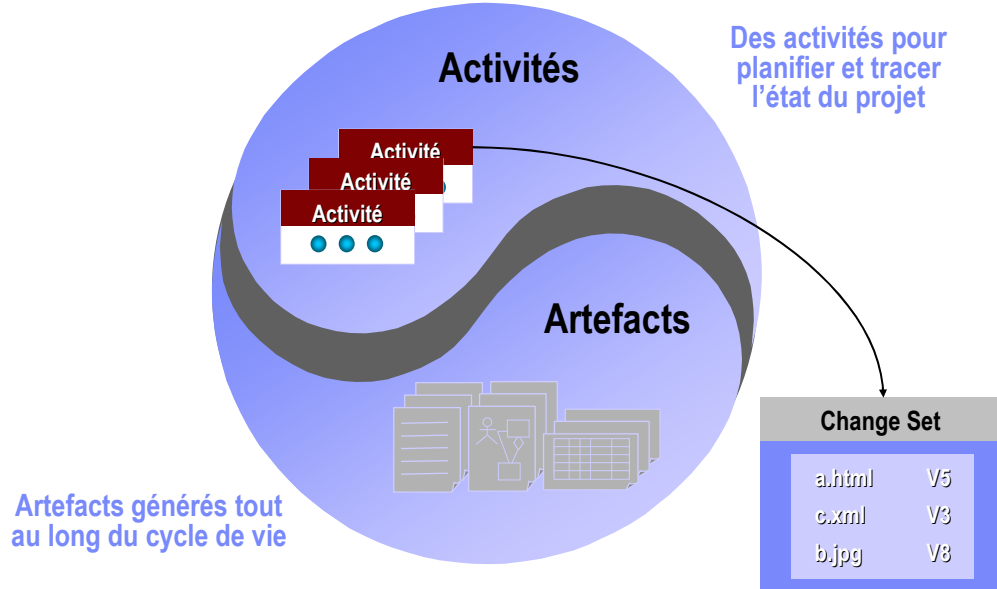 Activités
Des activités pour
planifier et tracer
l’état du projet
Activité
Activité
Activité
Artefacts
Artefacts générés tout
au long du cycle de vie
Change Set
a.html V5
c.xml V3
b.jpg V8